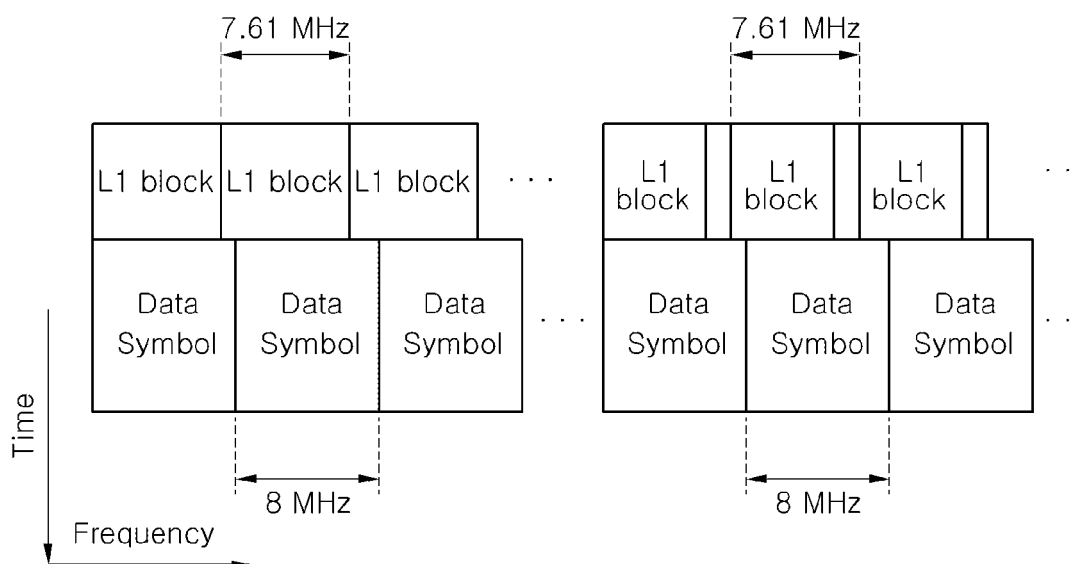 7.61 MHz 7.61 MHz
L1 block L1 block L1 block · · · L1 block L1 block L1 block · ·
Data Symbol Data Symbol Data Symbol · · · Data Symbol Data Symbol Data Symbol · ·
8 MHz 8 MHz
Time
Frequency